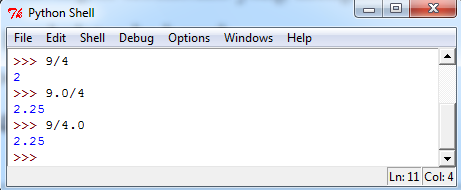 Python Shell
File Edit Shell Debug Options Windows Help
>>> 9/4
2
>>> 9.0/4
2.25
>>> 9/4.0
2.25
>>>
Ln: 11 Col: 4